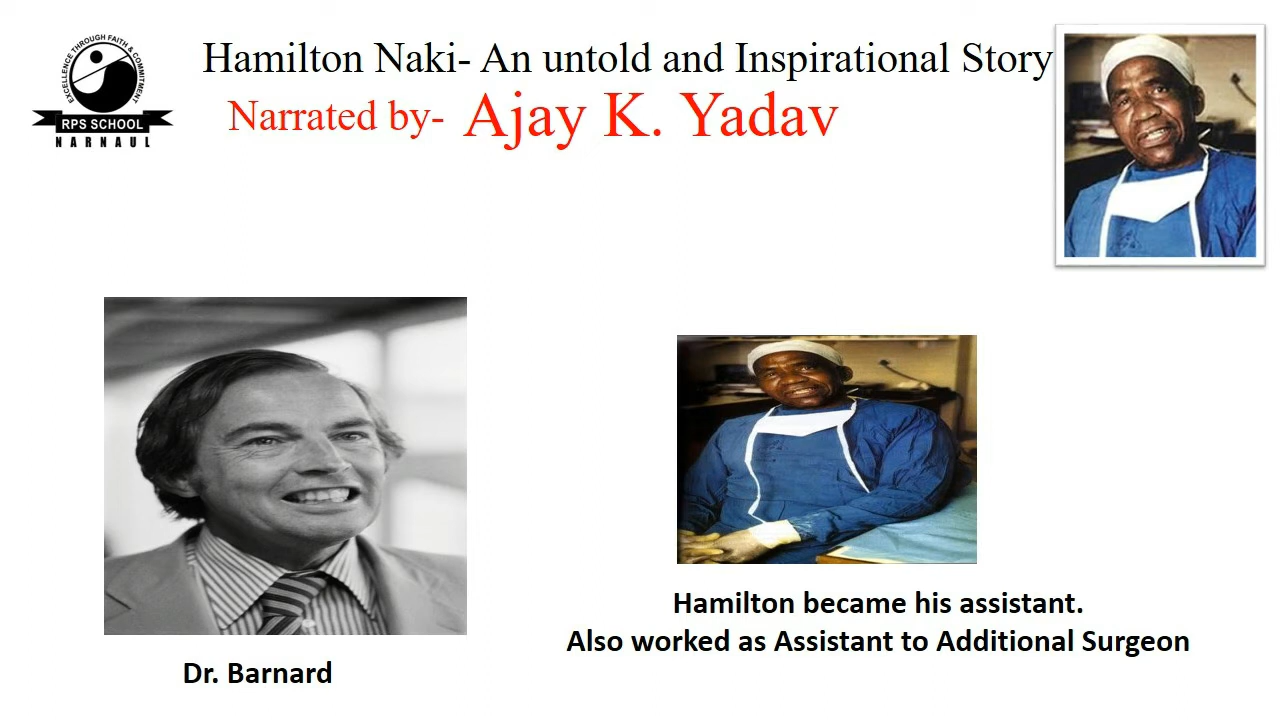 EXCELLENCE THROUGH FAITH & COMMITMENT
RPS SCHOOL
NARNAUL
Hamilton Naki- An untold and Inspirational Story
Narrated by- Ajay K. Yadav
Dr. Barnard
Hamilton became his assistant.
Also worked as Assistant to Additional Surgeon